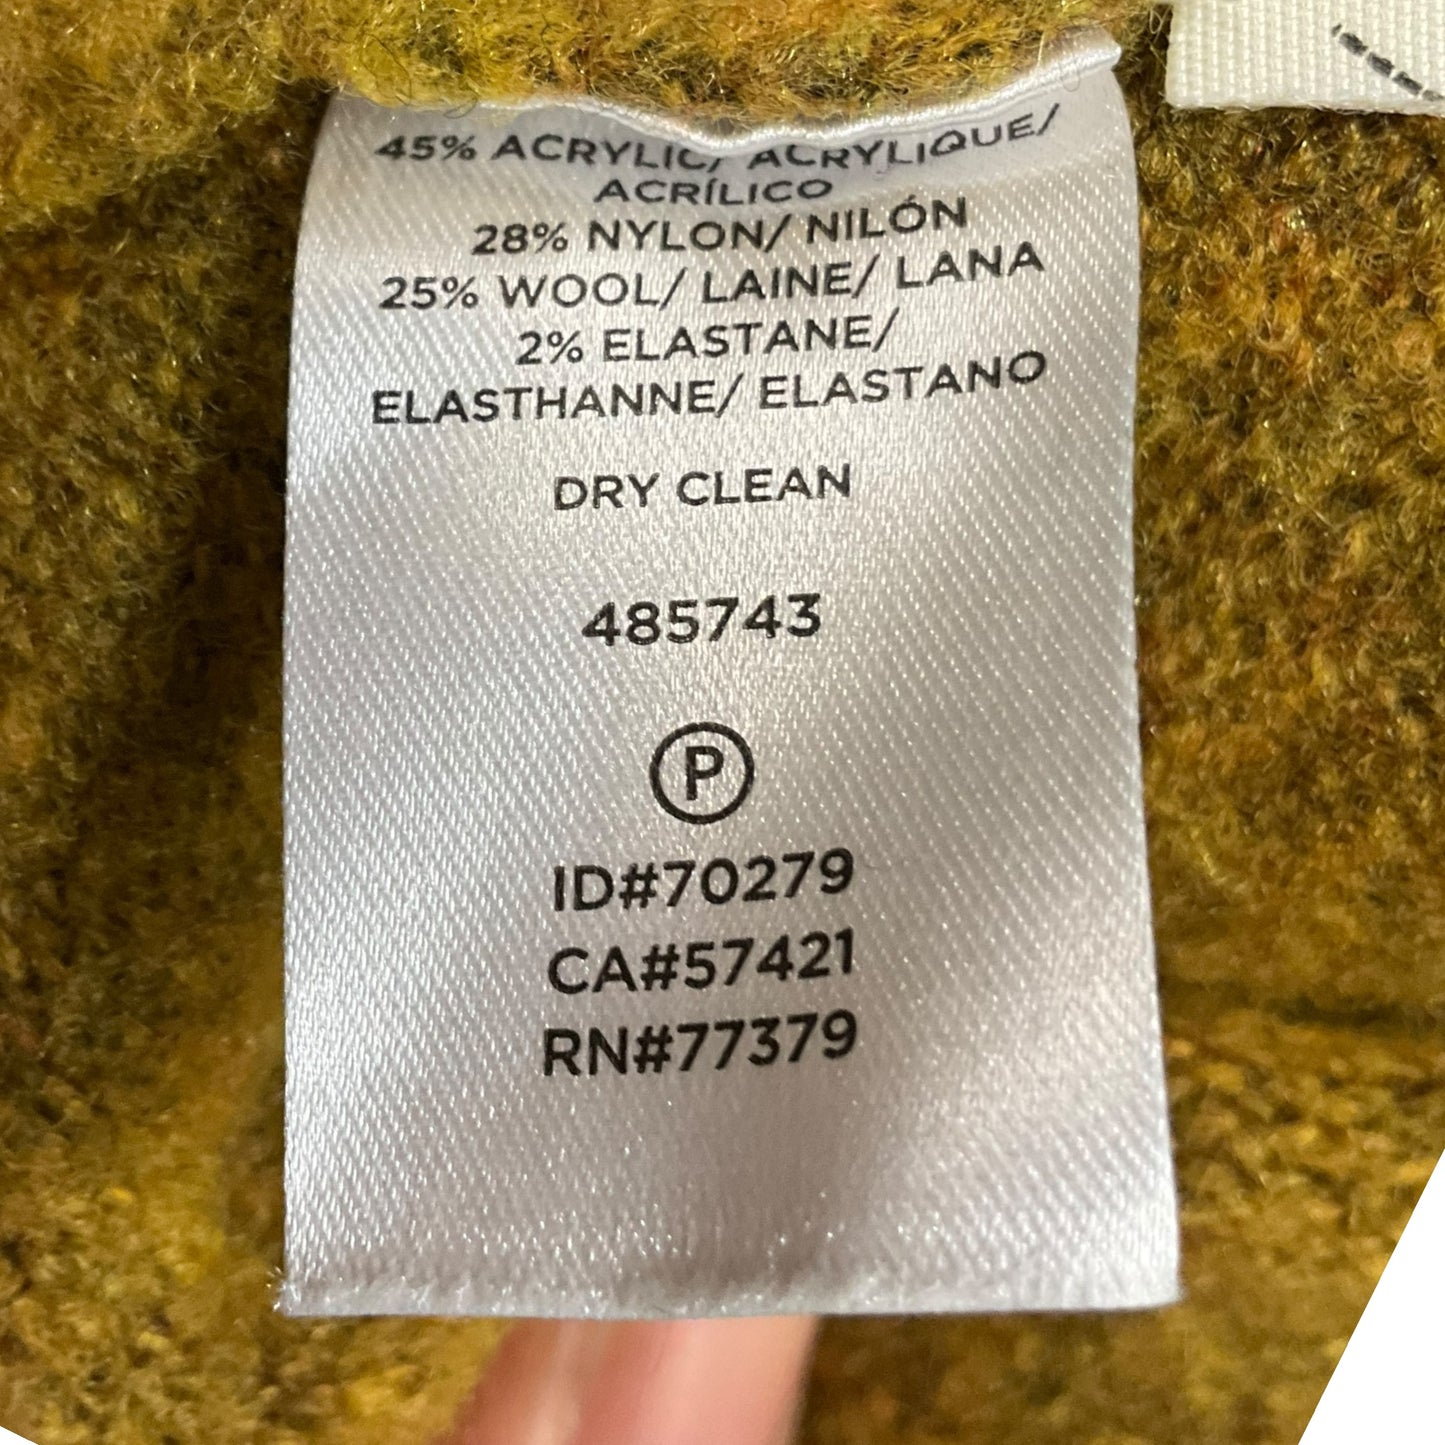 45% ACRYLIC/ ACRYLIQUE/
ACRÍLICO
28% NYLON/ NILÓN
25% WOOL/ LAINE/ LANA
2% ELASTANE/
ELASTHANNE/ ELASTANO
DRY CLEAN
485743
P
ID#70279
CA#57421
RN#77379